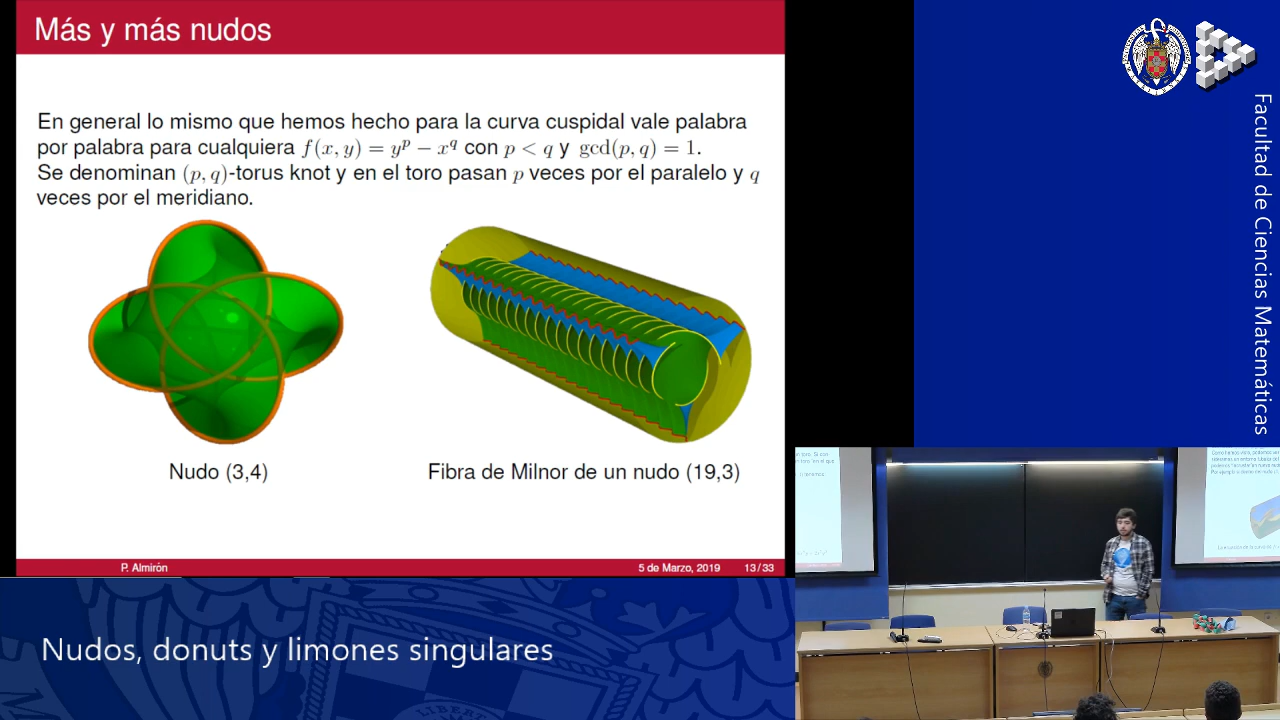 Más y más nudos
En general lo mismo que hemos hecho para la curva cuspidal vale palabra
por palabra para cualquiera f(x, y) = y^p − x^q con p < q y gcd(p, q) = 1.
Se denominan (p, q)-torus knot y en el toro pasan p veces por el paralelo y q
veces por el meridiano.
Nudo (3,4)
Fibra de Milnor de un nudo (19,3)
P. Almirón
5 de Marzo, 2019
13/33
Nudos, donuts y limones singulares
Facultad de Ciencias Matemáticas
LIBERT